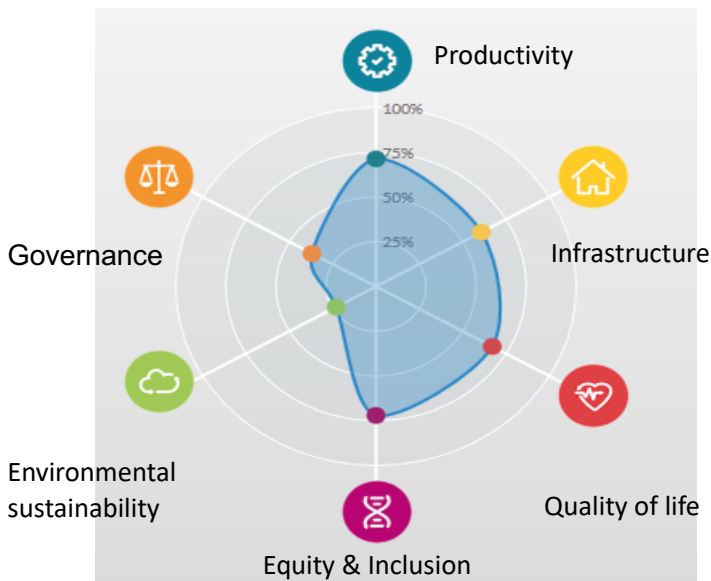 Productivity
100%
75%
50%
25%
Governance
Infrastructure
Environmental
sustainability
Quality of life
Equity & Inclusion